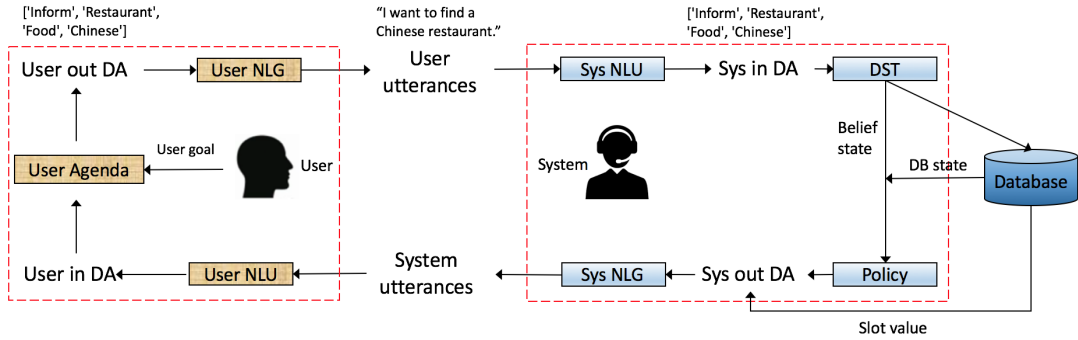 ['Inform', 'Restaurant',
'Food', 'Chinese']
“I want to find a
Chinese restaurant.”
['Inform', 'Restaurant',
'Food', 'Chinese']
User out DA
User NLG
User
utterances
Sys NLU
Sys in DA
DST
User goal
User Agenda
User
System
Belief
state
DB state
Database
User in DA
User NLU
System
utterances
Sys NLG
Sys out DA
Policy
Slot value